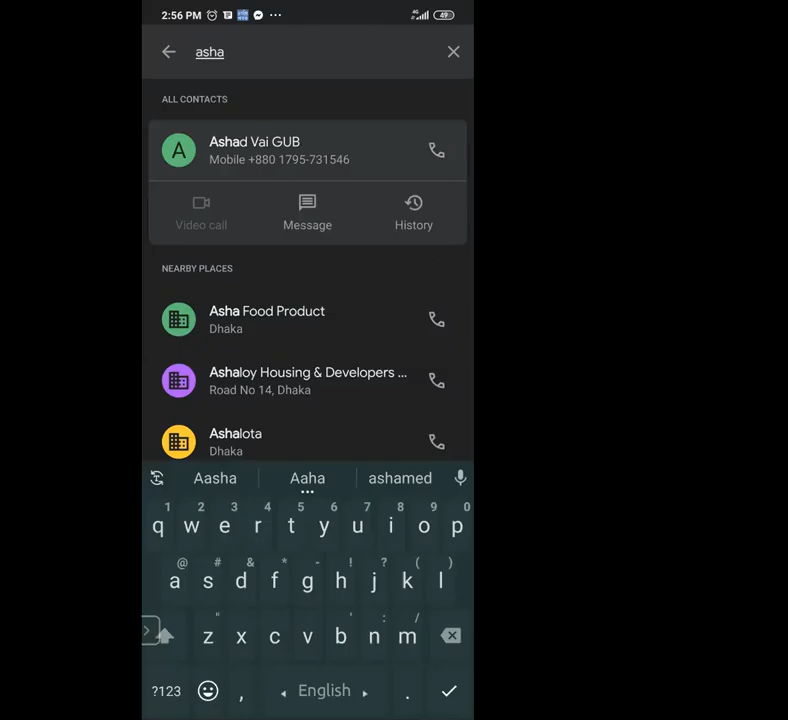 2:56 PM
4G
49
asha
ALL CONTACTS
A
Ashad Vai GUB
Mobile +880 1795-731546
Video call
Message
History
NEARBY PLACES
Asha Food Product
Dhaka
Ashaloy Housing & Developers ...
Road No 14, Dhaka
Ashalota
Dhaka
Aasha
Aaha
ashamed
1 2 3 4 5 6 7 8 9 0
q w e r t y u i o p
@ # & * - ! ? ( )
a s d f g h j k l
" ' : /
z x c v b n m
?123
,
English
.